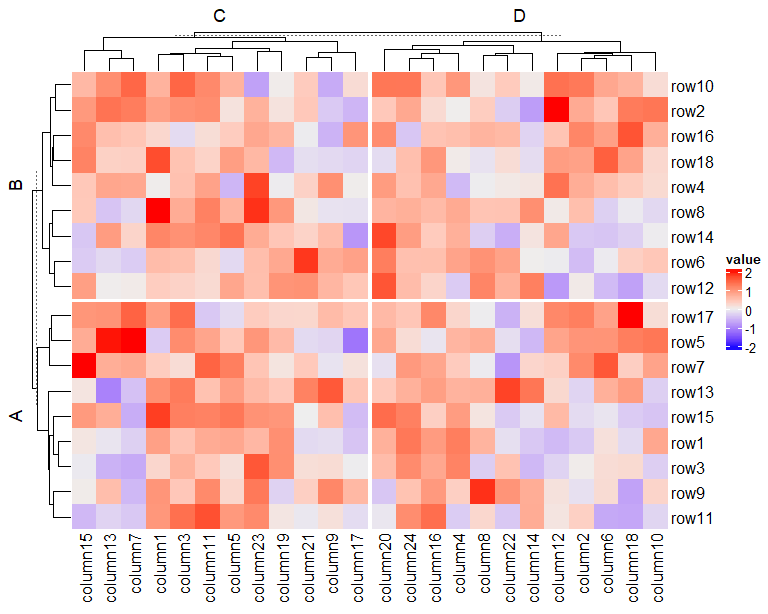 C
D
B
A
row10
row2
row16
row18
row4
row8
row14
row6
row12
row17
row5
row7
row13
row15
row1
row3
row9
row11
value
2
1
0
-1
-2
column15
column13
column7
column1
column3
column11
column5
column23
column19
column21
column9
column17
column20
column24
column16
column4
column8
column22
column14
column12
column2
column6
column18
column10